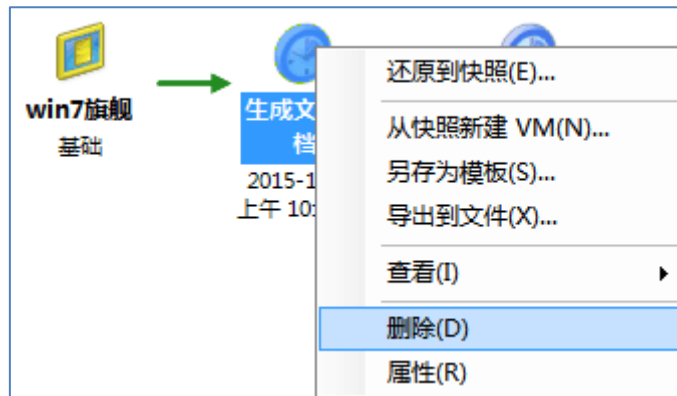 win7旗舰
基础
生成文
档
2015-1
上午 10:
还原到快照(E)...
从快照新建 VM(N)...
另存为模板(S)...
导出到文件(X)...
查看(I)
删除(D)
属性(R)